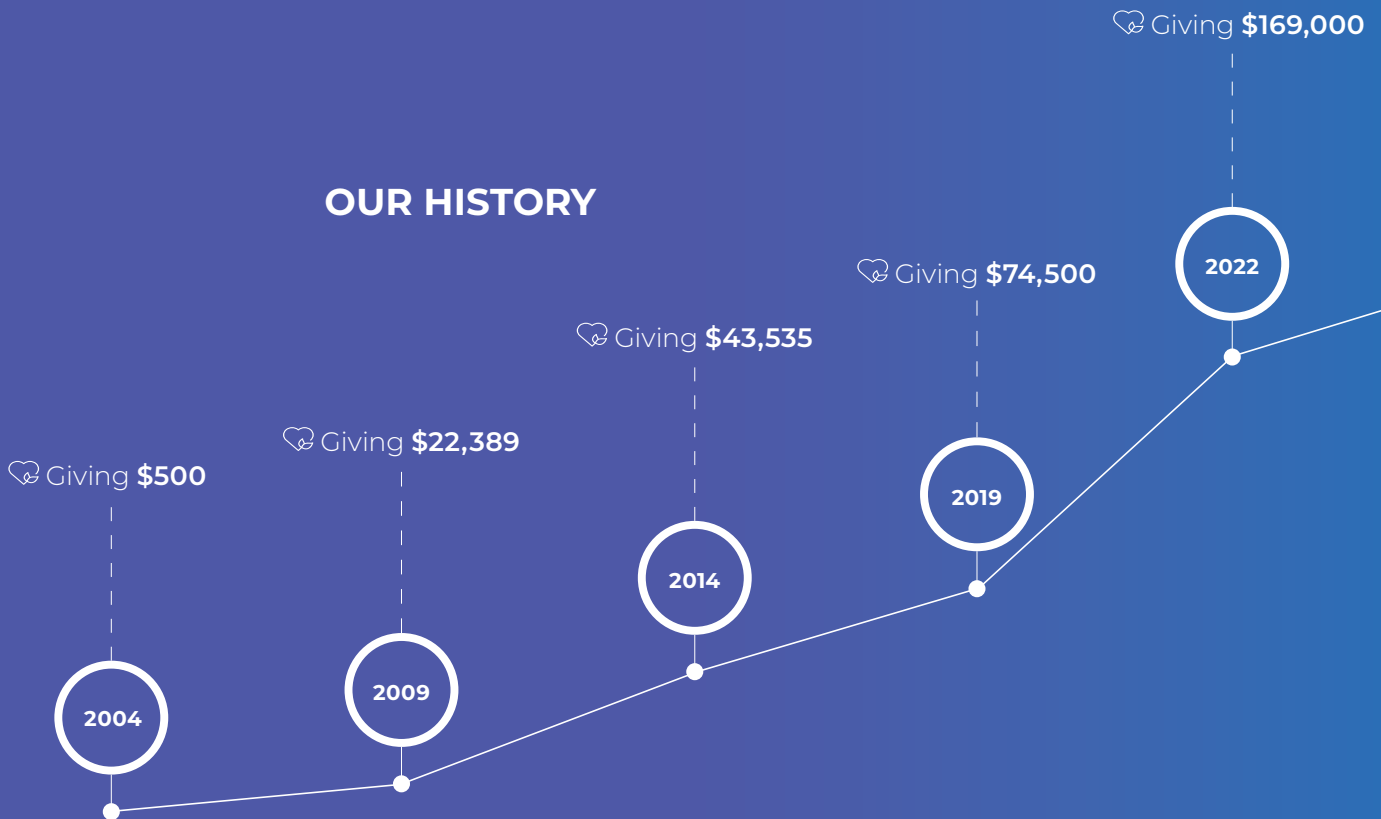 OUR HISTORY
Giving $500
2004
Giving $22,389
2009
Giving $43,535
2014
Giving $74,500
2019
Giving $169,000
2022